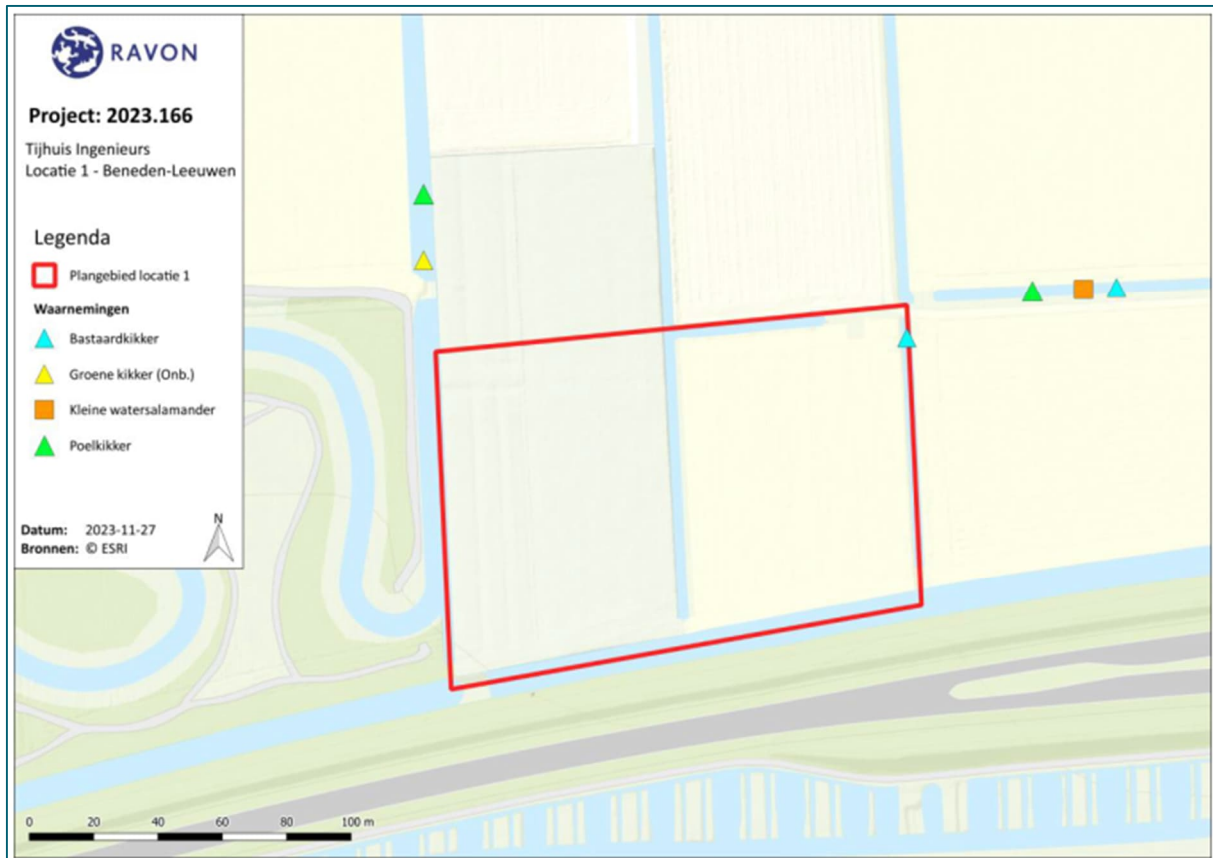 RAVON
Project: 2023.166
Tijhuis Ingenieurs
Locatie 1 - Beneden-Leeuwen
Legenda
Plangebied locatie 1
Waarnemingen
Bastaardkikker
Groene kikker (Onb.)
Kleine watersalamander
Poelkikker
N
Datum: 2023-11-27
Bronnen: © ESRI
0 20 40 60 80 100 m